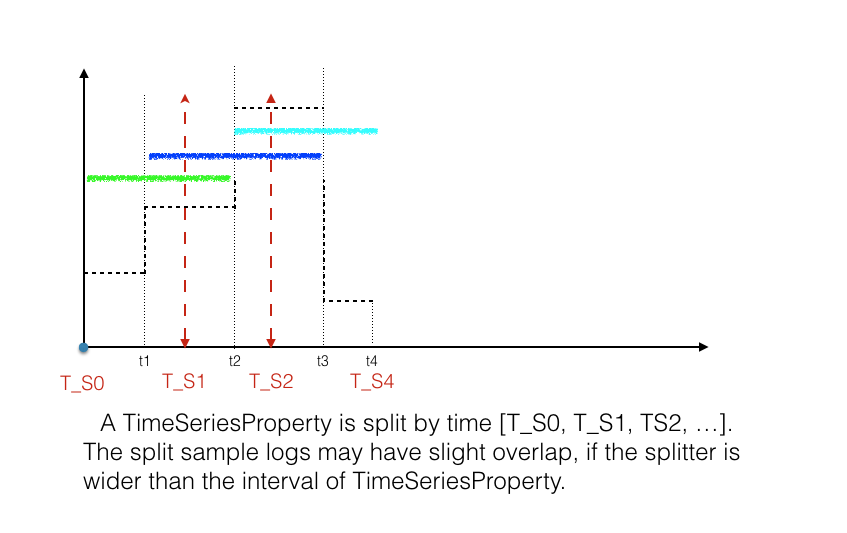 t1 t2 t3 t4
T_S0 T_S1 T_S2 T_S4
A TimeSeriesProperty is split by time [T_S0, T_S1, TS2, …].
The split sample logs may have slight overlap, if the splitter is
wider than the interval of TimeSeriesProperty.